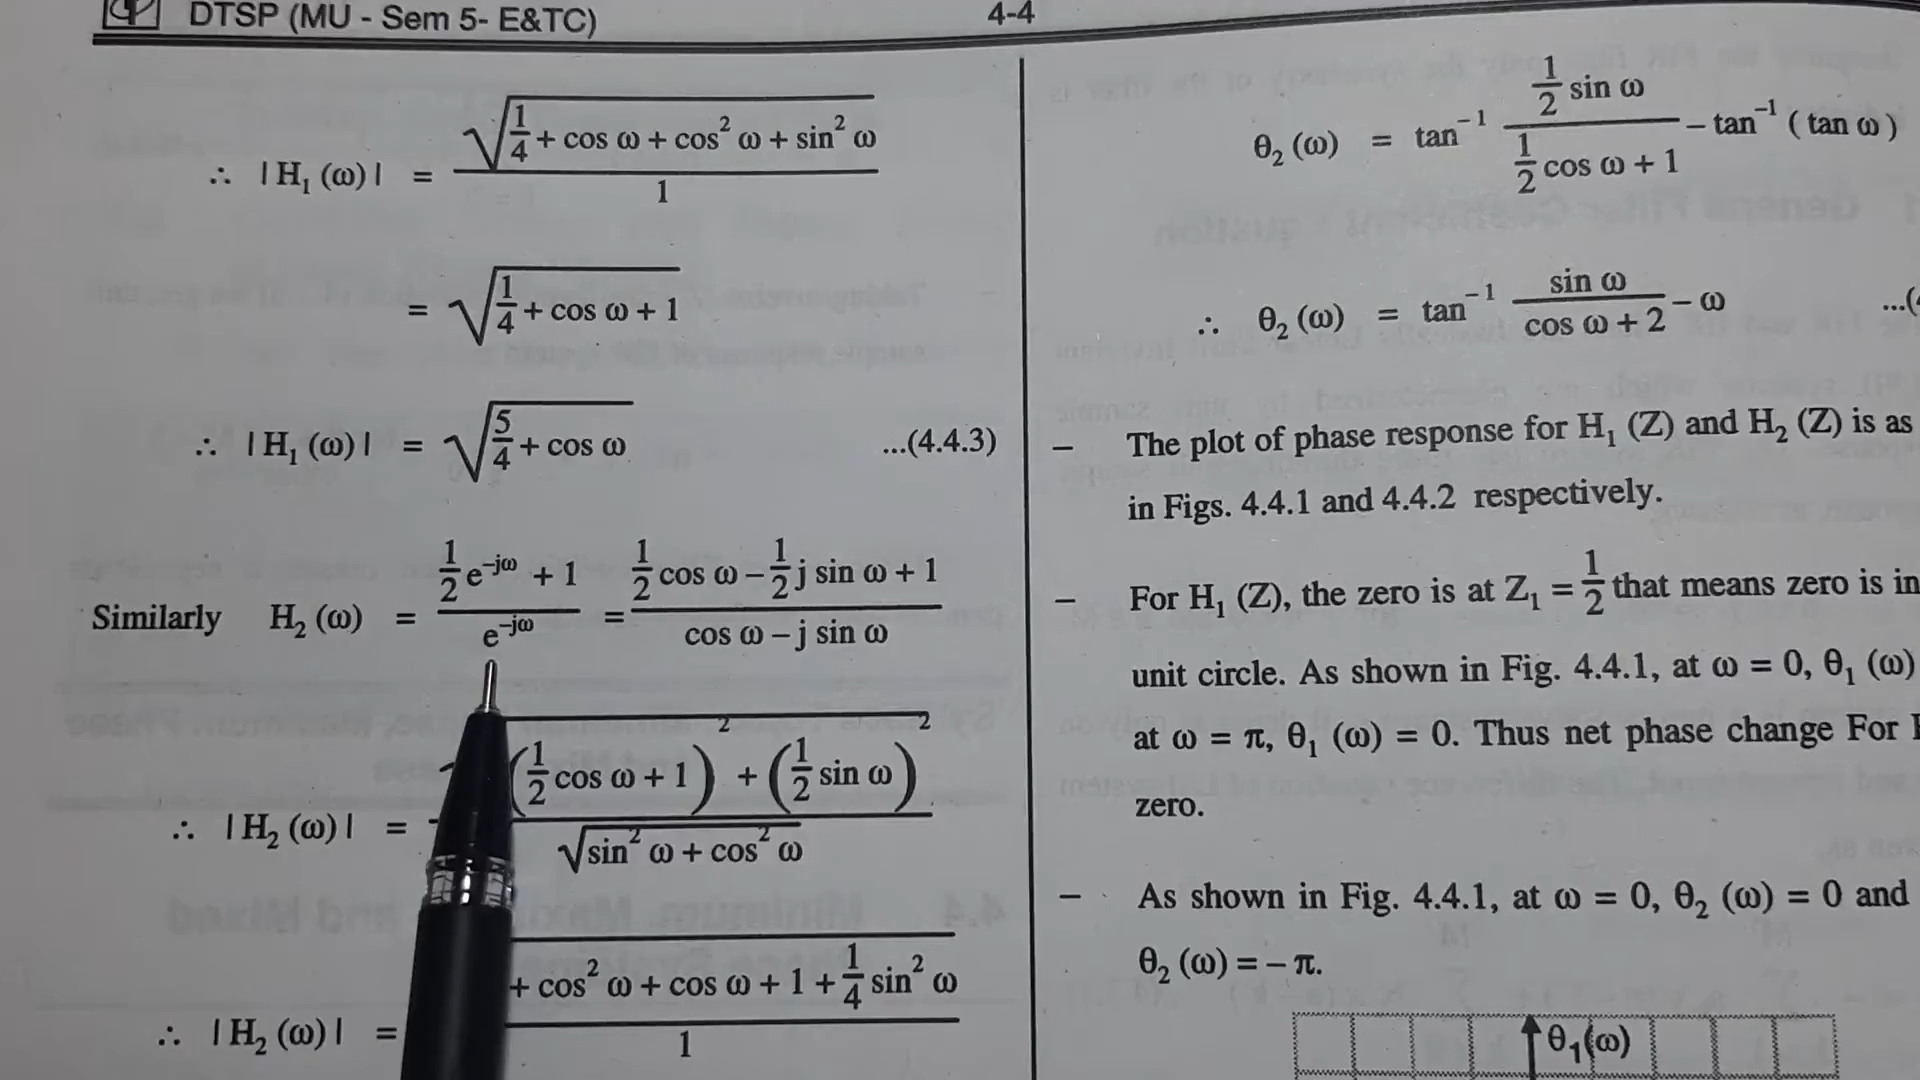 DTSP (MU - Sem 5- E&TC)
4-4
∴ | H₁ (ω) | = √(1/4 + cos ω + cos² ω + sin² ω) / 1
= √(1/4 + cos ω + 1)
∴ | H₁ (ω) | = √(5/4 + cos ω) ...(4.4.3)
Similarly H₂ (ω) = (1/2 e^(-jω) + 1) / e^(-jω) = (1/2 cos ω – 1/2 j sin ω + 1) / (cos ω – j sin ω)
∴ | H₂ (ω) | = (1/2 cos ω + 1)² + (1/2 sin ω)² / √(sin² ω + cos² ω)
∴ | H₂ (ω) | = + cos² ω + cos ω + 1 + 1/4 sin² ω / 1
θ₂ (ω) = tan⁻¹ (1/2 sin ω) / (1/2 cos ω + 1) – tan⁻¹ ( tan ω )
∴ θ₂ (ω) = tan⁻¹ sin ω / (cos ω + 2) – ω ...(
– The plot of phase response for H₁ (Z) and H₂ (Z) is as
in Figs. 4.4.1 and 4.4.2 respectively.
– For H₁ (Z), the zero is at Z₁ = 1/2 that means zero is in
unit circle. As shown in Fig. 4.4.1, at ω = 0, θ₁ (ω)
at ω = π, θ₁ (ω) = 0. Thus net phase change For
zero.
– As shown in Fig. 4.4.1, at ω = 0, θ₂ (ω) = 0 and
θ₂ (ω) = – π.
θ₁(ω)